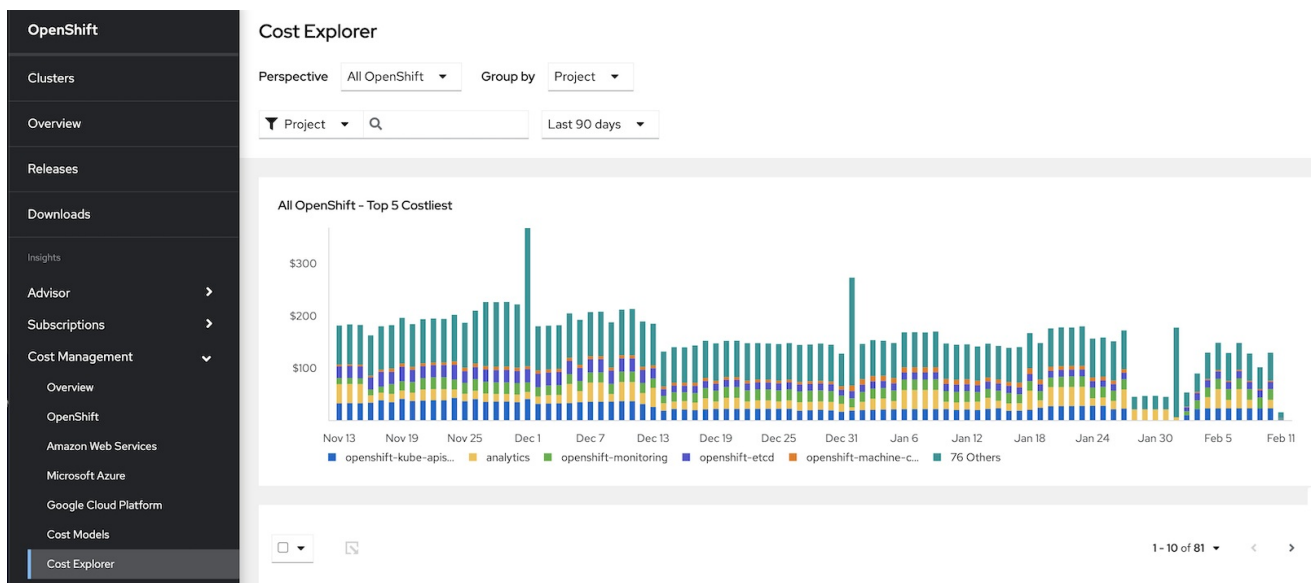 OpenShift
Clusters
Overview
Releases
Downloads
Insights
Advisor
Subscriptions
Cost Management
Overview
OpenShift
Amazon Web Services
Microsoft Azure
Google Cloud Platform
Cost Models
Cost Explorer
Cost Explorer
Perspective All OpenShift Group by Project
Project Last 90 days
All OpenShift - Top 5 Costliest
$300
$200
$100
Nov 13 Nov 19 Nov 25 Dec 1 Dec 7 Dec 13 Dec 19 Dec 25 Dec 31 Jan 6 Jan 12 Jan 18 Jan 24 Jan 30 Feb 5 Feb 11
openshift-kube-apis... analytics openshift-monitoring openshift-etcd openshift-machine-c... 76 Others
1 - 10 of 81